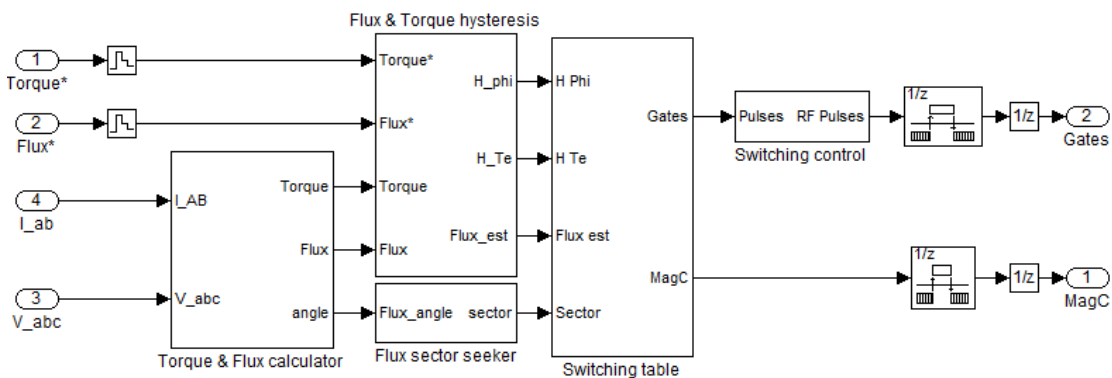 Flux & Torque hysteresis
1
Torque*
2
Flux*
4
I_ab
3
V_abc
I_AB
V_abc
Torque
Flux
angle
Torque & Flux calculator
Torque*
Flux*
Torque
Flux
H_phi
H_Te
Flux_est
Flux_angle sector
Flux sector seeker
H Phi
H Te
Flux est
Sector
Gates
MagC
Switching table
Pulses RF Pulses
Switching control
1/z
1/z
2
Gates
1/z
1/z
1
MagC